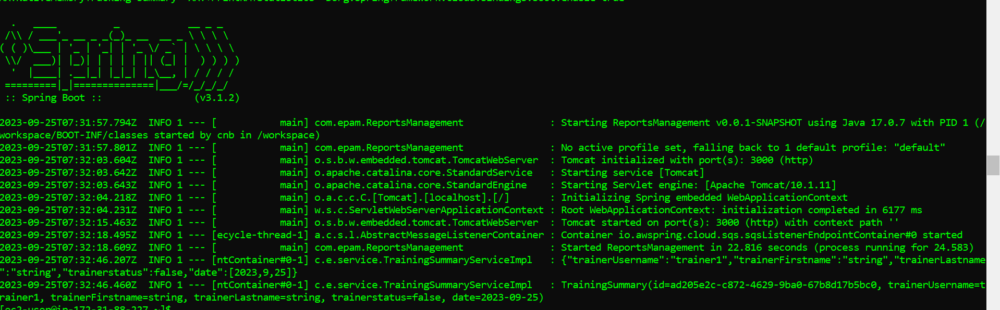 .   ____          _            __ _ _
 /\\ / ___'_ __ _ _(_)_ __  __ _ \ \ \ \
( ( )\___ | '_ | '_| | '_ \/ _` | \ \ \ \
 \\/  ___)| |_)| | | | | || (_| |  ) ) ) )
  '  |____| .__|_| |_|_| |_\__, | / / / /
 =========|_|==============|___/=/_/_/_/
 :: Spring Boot ::                (v3.1.2)
2023-09-25T07:31:57.794Z  INFO 1 --- [           main] com.epam.ReportsManagement               : Starting ReportsManagement v0.0.1-SNAPSHOT using Java 17.0.7 with PID 1 (/
workspace/BOOT-INF/classes started by cnb in /workspace)
2023-09-25T07:31:57.801Z  INFO 1 --- [           main] com.epam.ReportsManagement               : No active profile set, falling back to 1 default profile: "default"
2023-09-25T07:32:03.604Z  INFO 1 --- [           main] o.s.b.w.embedded.tomcat.TomcatWebServer  : Tomcat initialized with port(s): 3000 (http)
2023-09-25T07:32:03.642Z  INFO 1 --- [           main] o.apache.catalina.core.StandardService   : Starting service [Tomcat]
2023-09-25T07:32:03.643Z  INFO 1 --- [           main] o.apache.catalina.core.StandardEngine    : Starting Servlet engine: [Apache Tomcat/10.1.11]
2023-09-25T07:32:04.218Z  INFO 1 --- [           main] o.a.c.c.C.[Tomcat].[localhost].[/]       : Initializing Spring embedded WebApplicationContext
2023-09-25T07:32:04.231Z  INFO 1 --- [           main] w.s.c.ServletWebServerApplicationContext : Root WebApplicationContext: initialization completed in 6177 ms
2023-09-25T07:32:15.463Z  INFO 1 --- [           main] o.s.b.w.embedded.tomcat.TomcatWebServer  : Tomcat started on port(s): 3000 (http) with context path ''
2023-09-25T07:32:18.495Z  INFO 1 --- [ecycle-thread-1] a.c.s.l.AbstractMessageListenerContainer : Container io.awspring.cloud.sqs.sqsListenerEndpointContainer#0 started
2023-09-25T07:32:18.609Z  INFO 1 --- [           main] com.epam.ReportsManagement               : Started ReportsManagement in 22.816 seconds (process running for 24.583)
2023-09-25T07:32:46.207Z  INFO 1 --- [ntContainer#0-1] c.e.service.TrainingSummaryServiceImpl   : {"trainerUsername":"trainer1","trainerFirstname":"string","trainerLastname
":"string","trainerstatus":false,"date":[2023,9,25]}
2023-09-25T07:32:46.460Z  INFO 1 --- [ntContainer#0-1] c.e.service.TrainingSummaryServiceImpl   : TrainingSummary(id=ad205e2c-c872-4629-9ba0-67b8d17b5bc0, trainerUsername=t
rainer1, trainerFirstname=string, trainerLastname=string, trainerstatus=false, date=2023-09-25)
[ec2-user@ip-172-31-88-227 ~]$